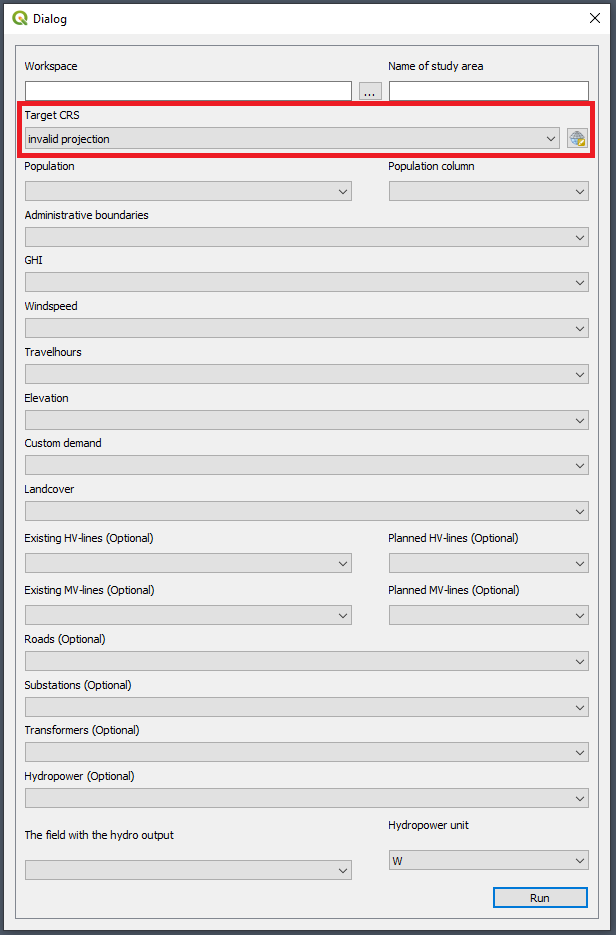 Dialog
Workspace
Name of study area
...
Target CRS
invalid projection
Population
Population column
Administrative boundaries
GHI
Windspeed
Travelhours
Elevation
Custom demand
Landcover
Existing HV-lines (Optional)
Planned HV-lines (Optional)
Existing MV-lines (Optional)
Planned MV-lines (Optional)
Roads (Optional)
Substations (Optional)
Transformers (Optional)
Hydropower (Optional)
The field with the hydro output
Hydropower unit
W
Run